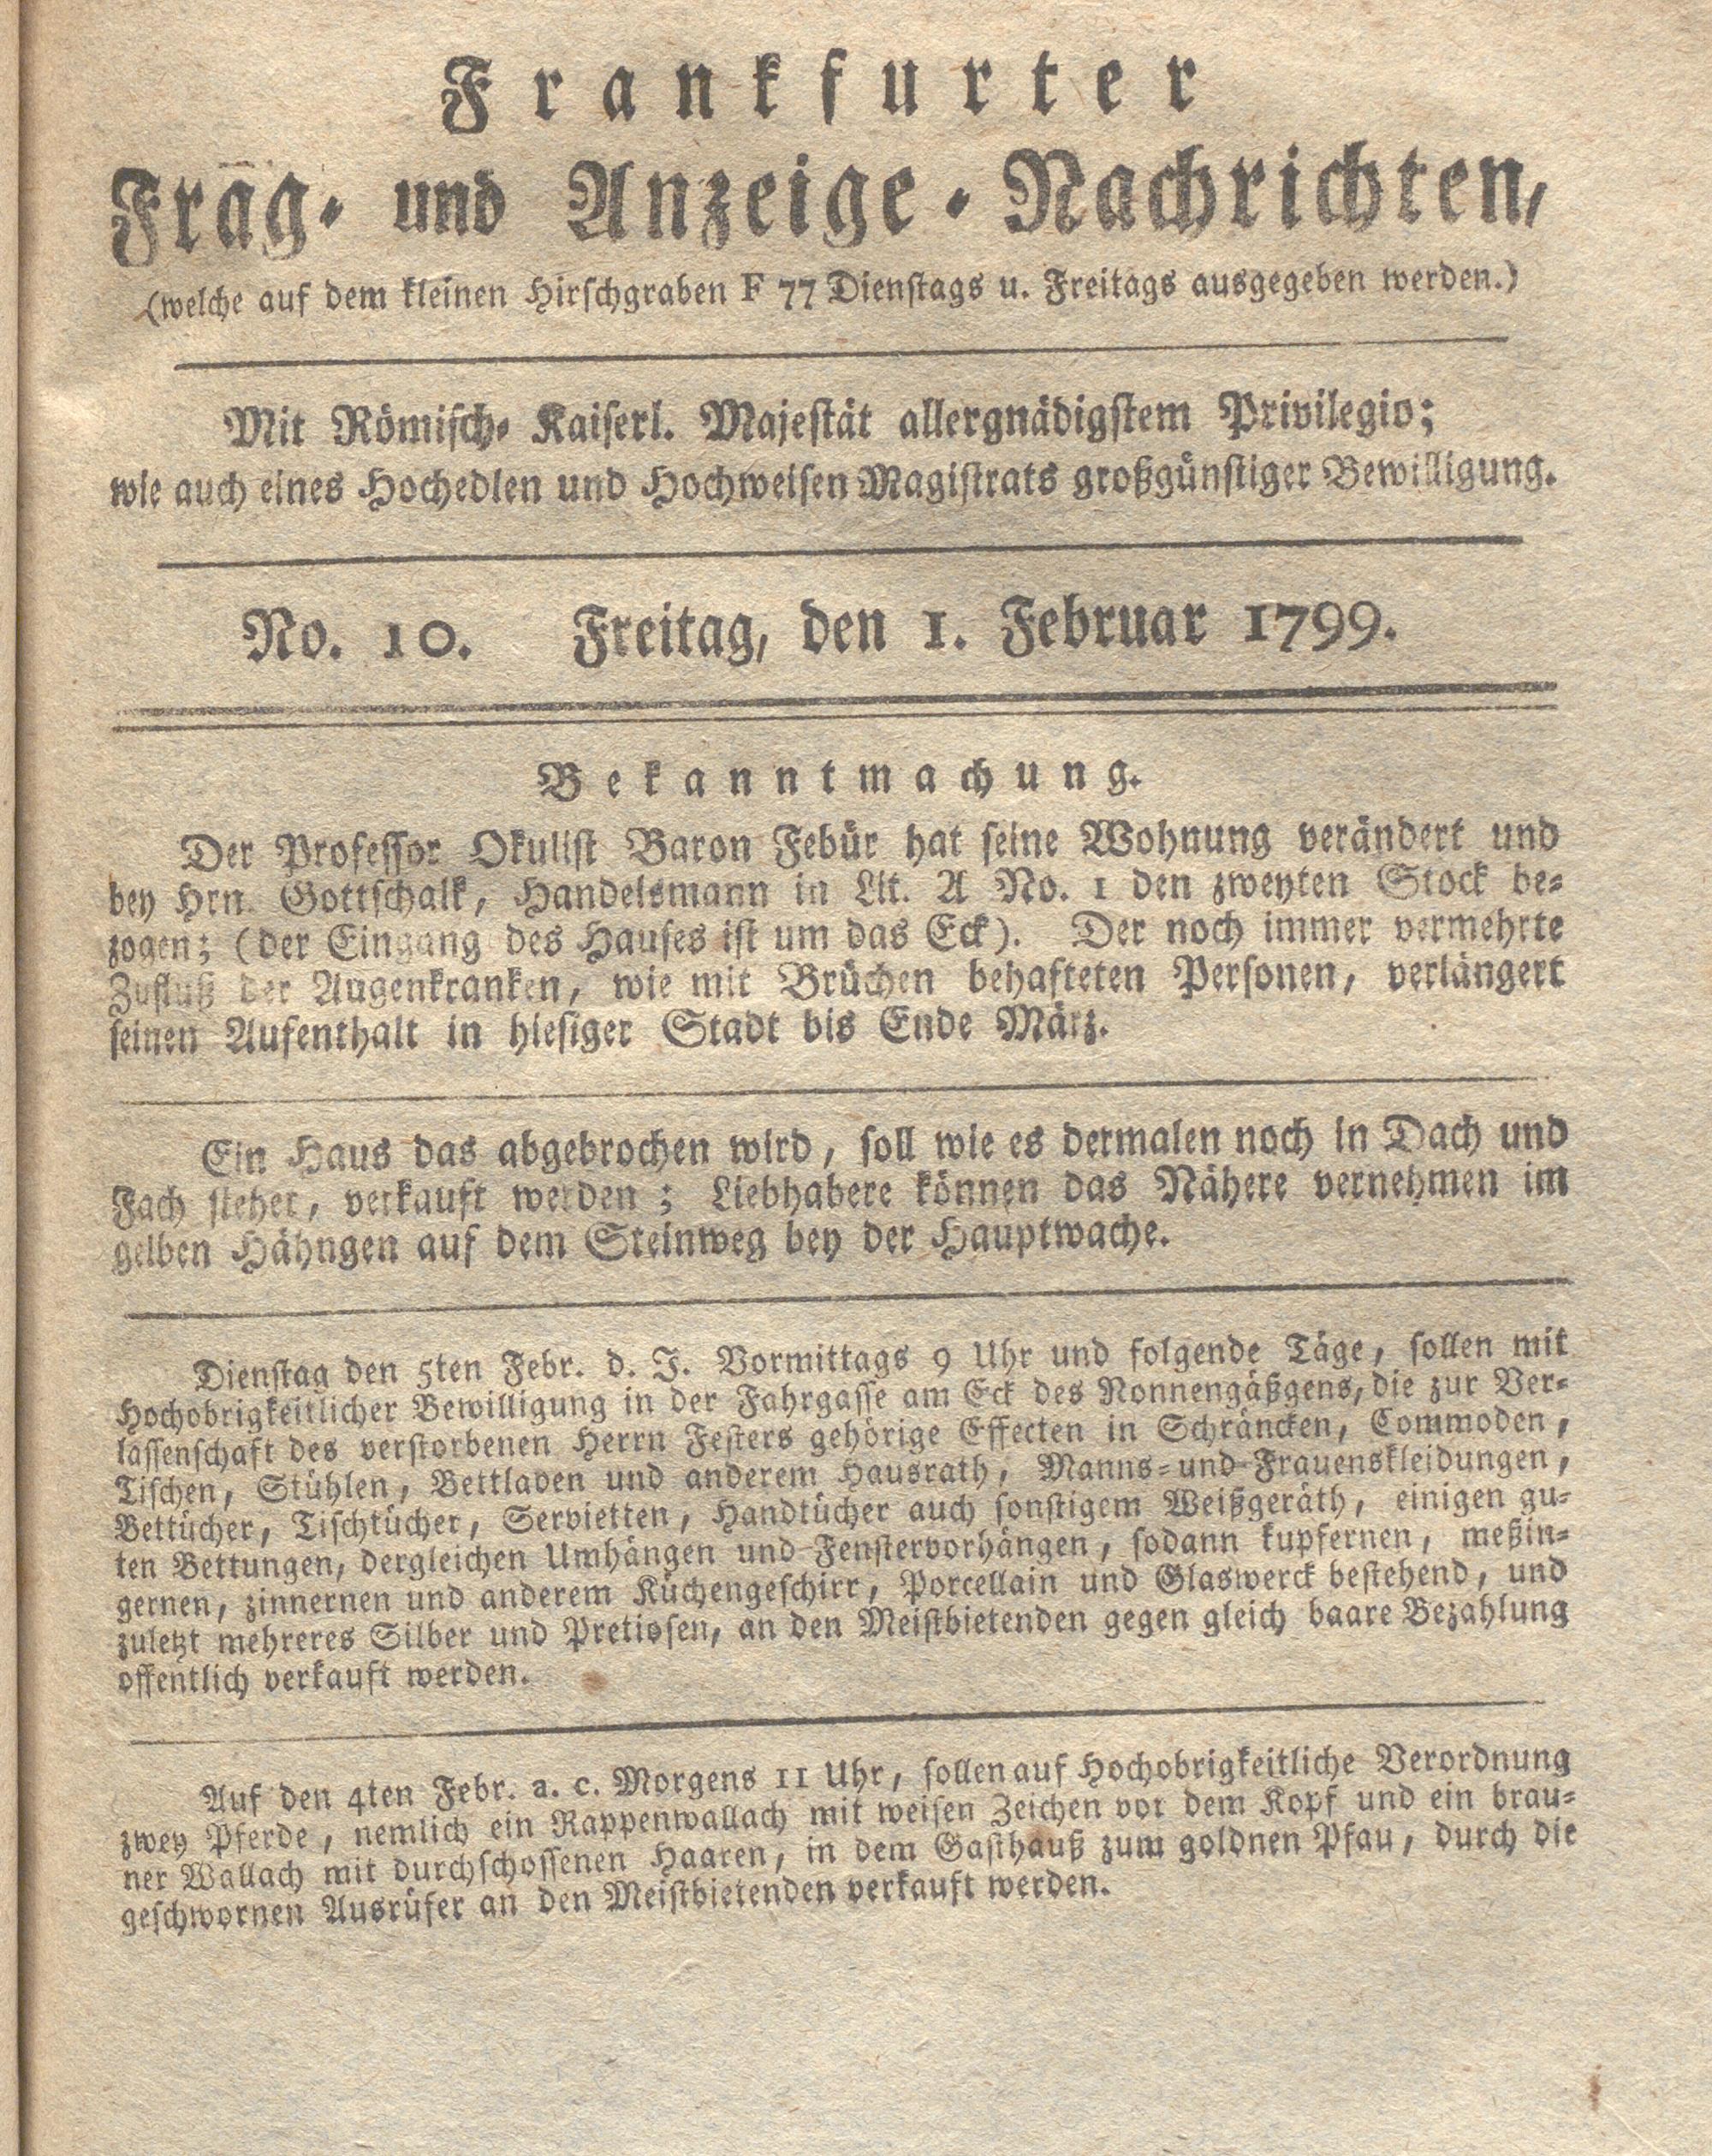 Frankfurter
Frag- und Anzeige-Nachrichten,
(welche auf dem kleinen Hirschgraben F 77 Dienstags u. Freitags ausgegeben werden.)
Mit Römisch- Kaiserl. Majestät allergnädigstem Privilegio;
wie auch eines Hochedlen und Hochweisen Magistrats großgünstiger Bewilligung.
No. 10. Freitag, den 1. Februar 1799.
Bekanntmachung.
Der Professor Okulist Baron Febür hat seine Wohnung verändert und
bey Hrn. Gottschalk, Handelsmann in Lit. A No. 1 den zweyten Stock be-
zogen; (der Eingang des Hauses ist um das Eck). Der noch immer vermehrte
Zufluß der Augenkranken, wie mit Brüchen behafteten Personen, verlängert
seinen Aufenthalt in hiesiger Stadt bis Ende März.
Ein Haus das abgebrochen wird, soll wie es dermalen noch in Dach und
Fach stehet, verkauft werden; Liebhabere können das Nähere vernehmen im
gelben Hähngen auf dem Steinweg bey der Hauptwache.
Dienstag den 5ten Febr. d. J. Vormittags 9 Uhr und folgende Täge, sollen mit
Hochobrigkeitlicher Bewilligung in der Fahrgasse am Eck des Nonnengäßgens, die zur Ver-
lassenschaft des verstorbenen Herrn Festers gehörige Effecten in Schräncken, Commoden,
Tischen, Stühlen, Bettladen und anderem Hausrath, Manns- und Frauenskleidungen,
Bettücher, Tischtücher, Servietten, Handtücher auch sonstigem Weißgeräth, einigen gu-
ten Bettungen, dergleichen Umhängen und Fenstervorhängen, sodann kupfernen, meßin-
gernen, zinnernen und anderem Küchengeschirr, Porcellain und Glaswerck bestehend, und
zuletzt mehreres Silber und Pretiosen, an den Meistbietenden gegen gleich baare Bezahlung
offentlich verkauft werden.
Auf den 4ten Febr. a. c. Morgens 11 Uhr, sollen auf Hochobrigkeitliche Verordnung
zwey Pferde, nemlich ein Rappenwallach mit weisen Zeichen vor dem Kopf und ein brau-
ner Wallach mit durchschossenen Haaren, in dem Gasthauß zum goldnen Pfau, durch die
geschwornen Ausrüfer an den Meistbietenden verkauft werden.